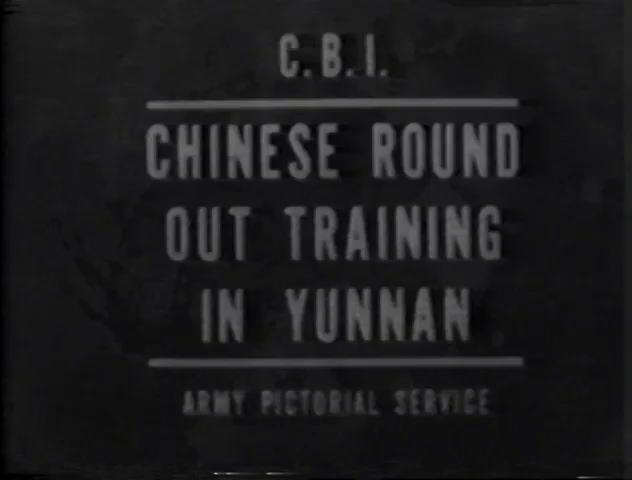 C.B.I.
CHINESE ROUND
OUT TRAINING
IN YUNNAN
ARMY PICTORIAL SERVICE